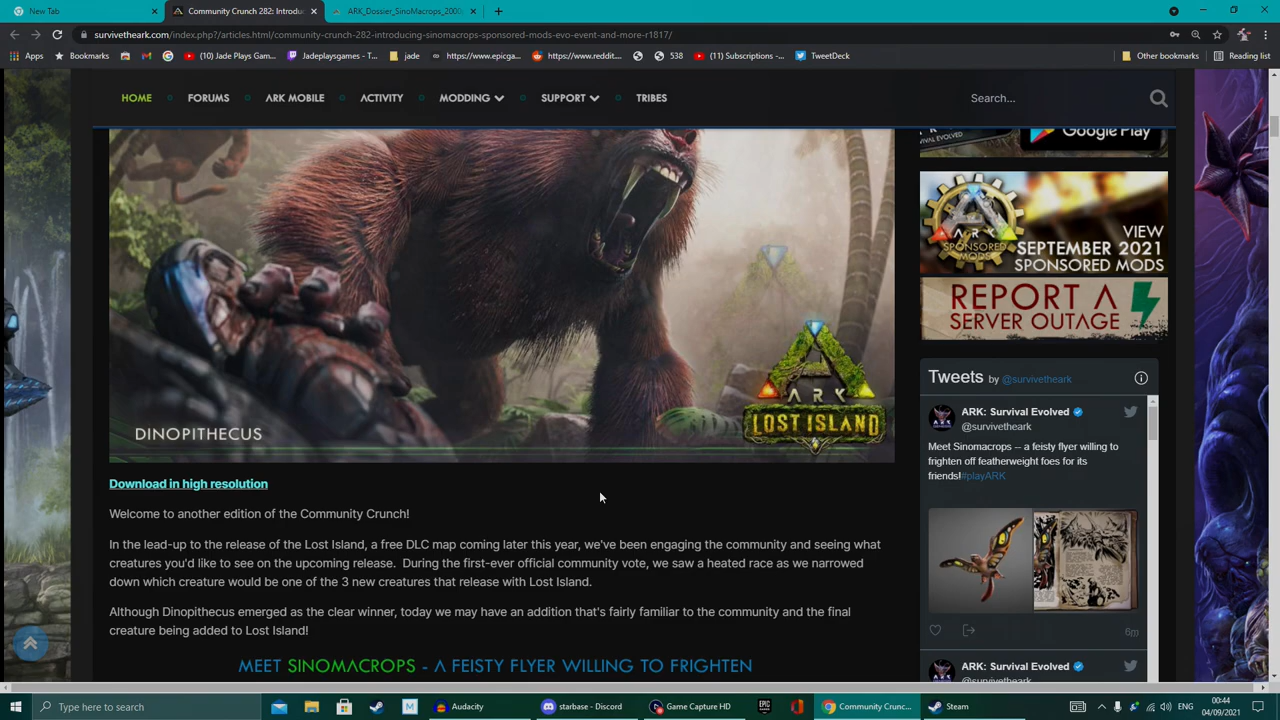 New Tab
Community Crunch 282: Introdu
ARK_Dossier_SinoMacrops_2000
survivetheark.com/index.php?/articles.html/community-crunch-282-introducing-sinomacrops-sponsored-mods-evo-event-and-more-r1817/
Apps
Bookmarks
(10) Jade Plays Gam...
Jadeplaysgames - T...
jade
https://www.epicga...
https://www.reddit....
538
(11) Subscriptions -...
TweetDeck
Other bookmarks
Reading list
HOME
FORUMS
ARK MOBILE
ACTIVITY
MODDING
SUPPORT
TRIBES
Search...
Google Play
ARK
SPONSORED
MODS
VIEW
SEPTEMBER 2021
SPONSORED MODS
REPORT A
SERVER OUTAGE
ARK
LOST ISLAND
DINOPITHECUS
Download in high resolution
Welcome to another edition of the Community Crunch!
In the lead-up to the release of the Lost Island, a free DLC map coming later this year, we've been engaging the community and seeing what
creatures you'd like to see on the upcoming release. During the first-ever official community vote, we saw a heated race as we narrowed
down which creature would be one of the 3 new creatures that release with Lost Island.
Although Dinopithecus emerged as the clear winner, today we may have an addition that's fairly familiar to the community and the final
creature being added to Lost Island!
MEET SINOMACROPS - A FEISTY FLYER WILLING TO FRIGHTEN
Tweets by @survivetheark
ARK: Survival Evolved
@survivetheark
Meet Sinomacrops -- a feisty flyer willing to
frighten off featherweight foes for its
friends!#playARK
6m
ARK: Survival Evolved
@survivetheark
Type here to search
Audacity
starbase - Discord
Game Capture HD
Community Crunc...
Steam
ENG
00:44
04/09/2021